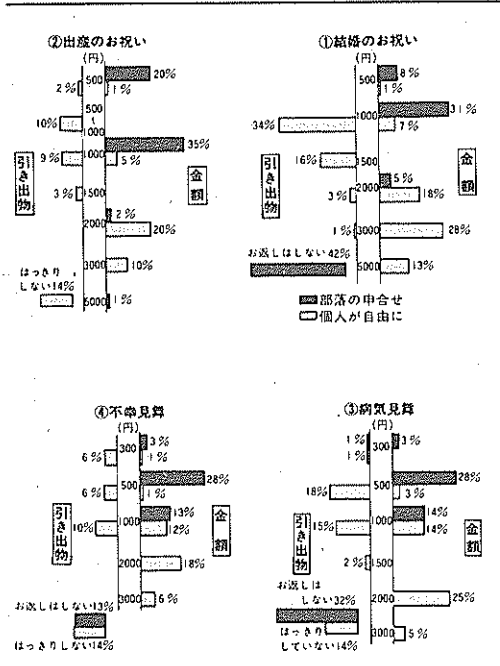 ①結婚のお祝い
(円)
500
8%
1%
1000
31%
34%
7%
1500
16%
2000
5%
3%
18%
3000
1%
28%
5000
13%
お返しはしない42%
引き出物
金額
部落の申合せ
個人が自由に
②出産のお祝い
(円)
500
20%
2%
1%
500
〜
1000
10%
1000
35%
9%
5%
1500
3%
2000
2%
20%
3000
10%
5000
1%
はっきり
しない14%
引き出物
金額
③病気見舞
(円)
300
1%
3%
1%
500
28%
18%
3%
1000
14%
15%
14%
1500
2%
2000
25%
3000
5%
お返しは
しない32%
はっきり
していない14%
引き出物
金額
④不幸見舞
(円)
300
3%
6%
1%
500
28%
6%
1%
1000
13%
10%
12%
2000
18%
3000
6%
お返しはしない13%
はっきりしない14%
引き出物
金額